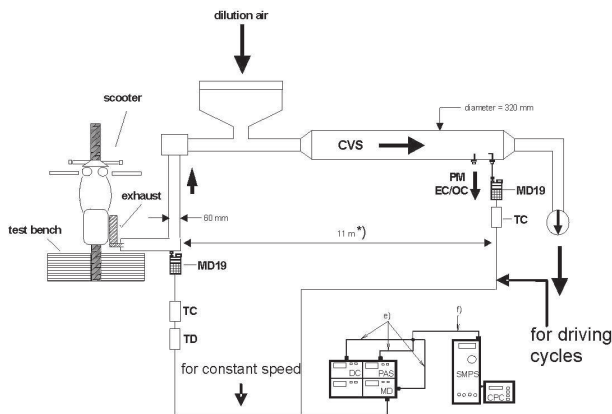 dilution air
scooter
diameter = 320 mm
CVS
PM
EC/OC
MD19
exhaust
60 mm
TC
test bench
11 m*)
MD19
TC
TD
for constant speed
for driving
cycles
e)
f)
DC
PAS
MD
SMPS
CPC